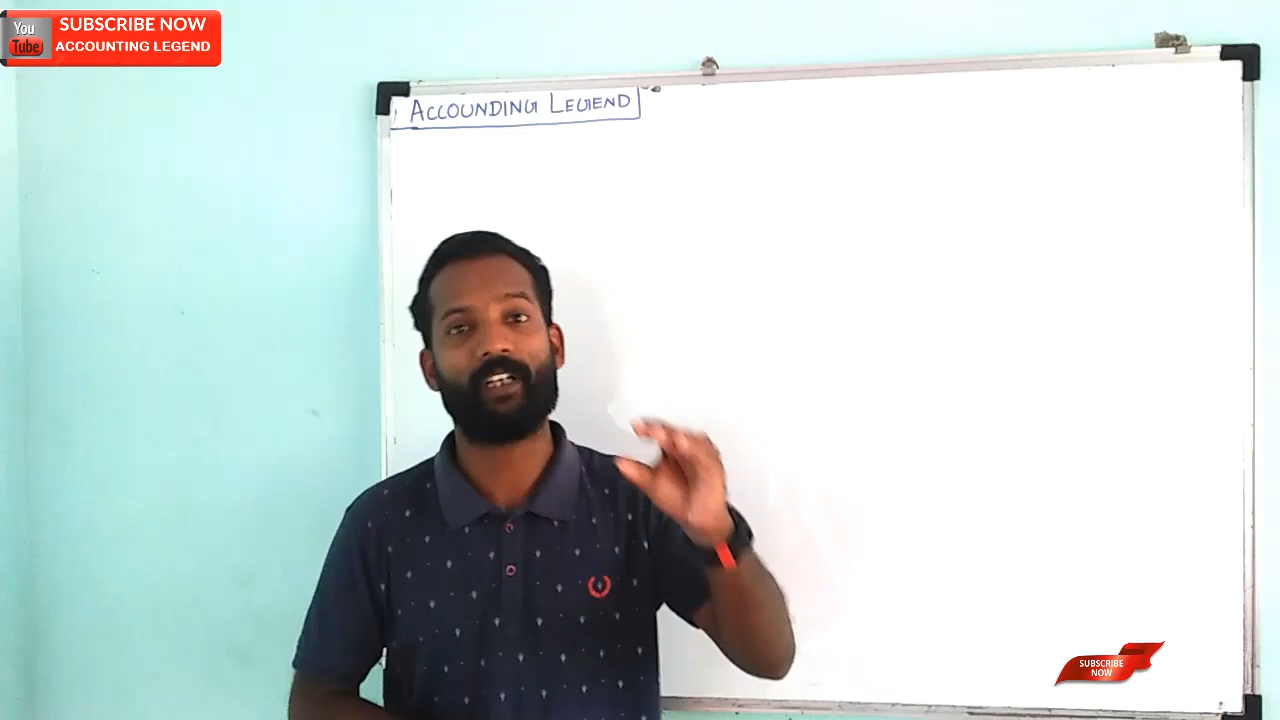 You
Tube
SUBSCRIBE NOW
ACCOUNTING LEGEND
ACCOUNDING LEGEND
SUBSCRIBE
NOW